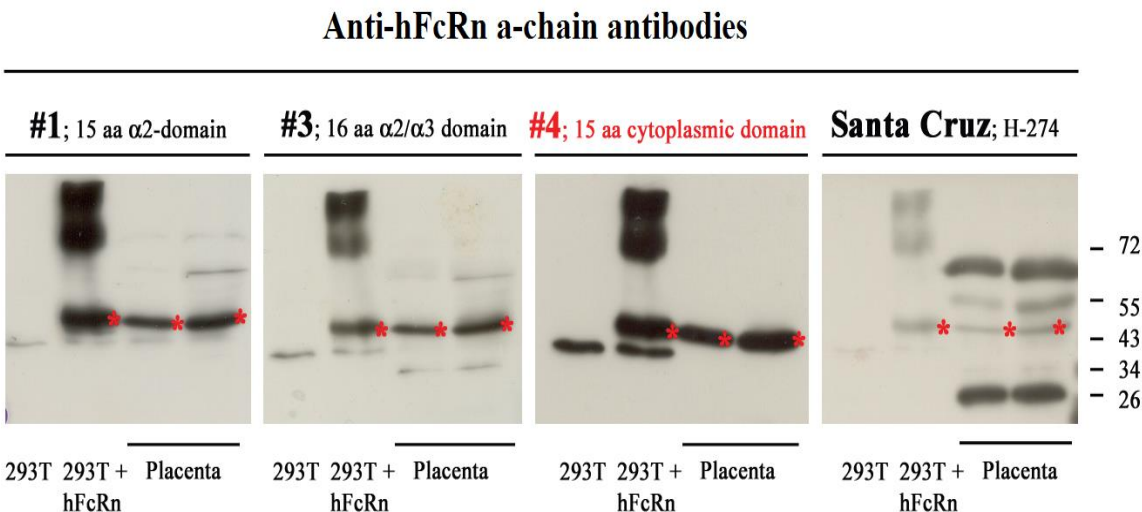 Anti-hFcRn a-chain antibodies
#1; 15 aa α2-domain
#3; 16 aa α2/α3 domain
#4; 15 aa cytoplasmic domain
Santa Cruz; H-274
* * *
* * *
* * *
* * *
– 72
– 55
– 43
– 34
– 26
293T 293T + hFcRn Placenta
293T 293T + hFcRn Placenta
293T 293T + hFcRn Placenta
293T 293T + hFcRn Placenta